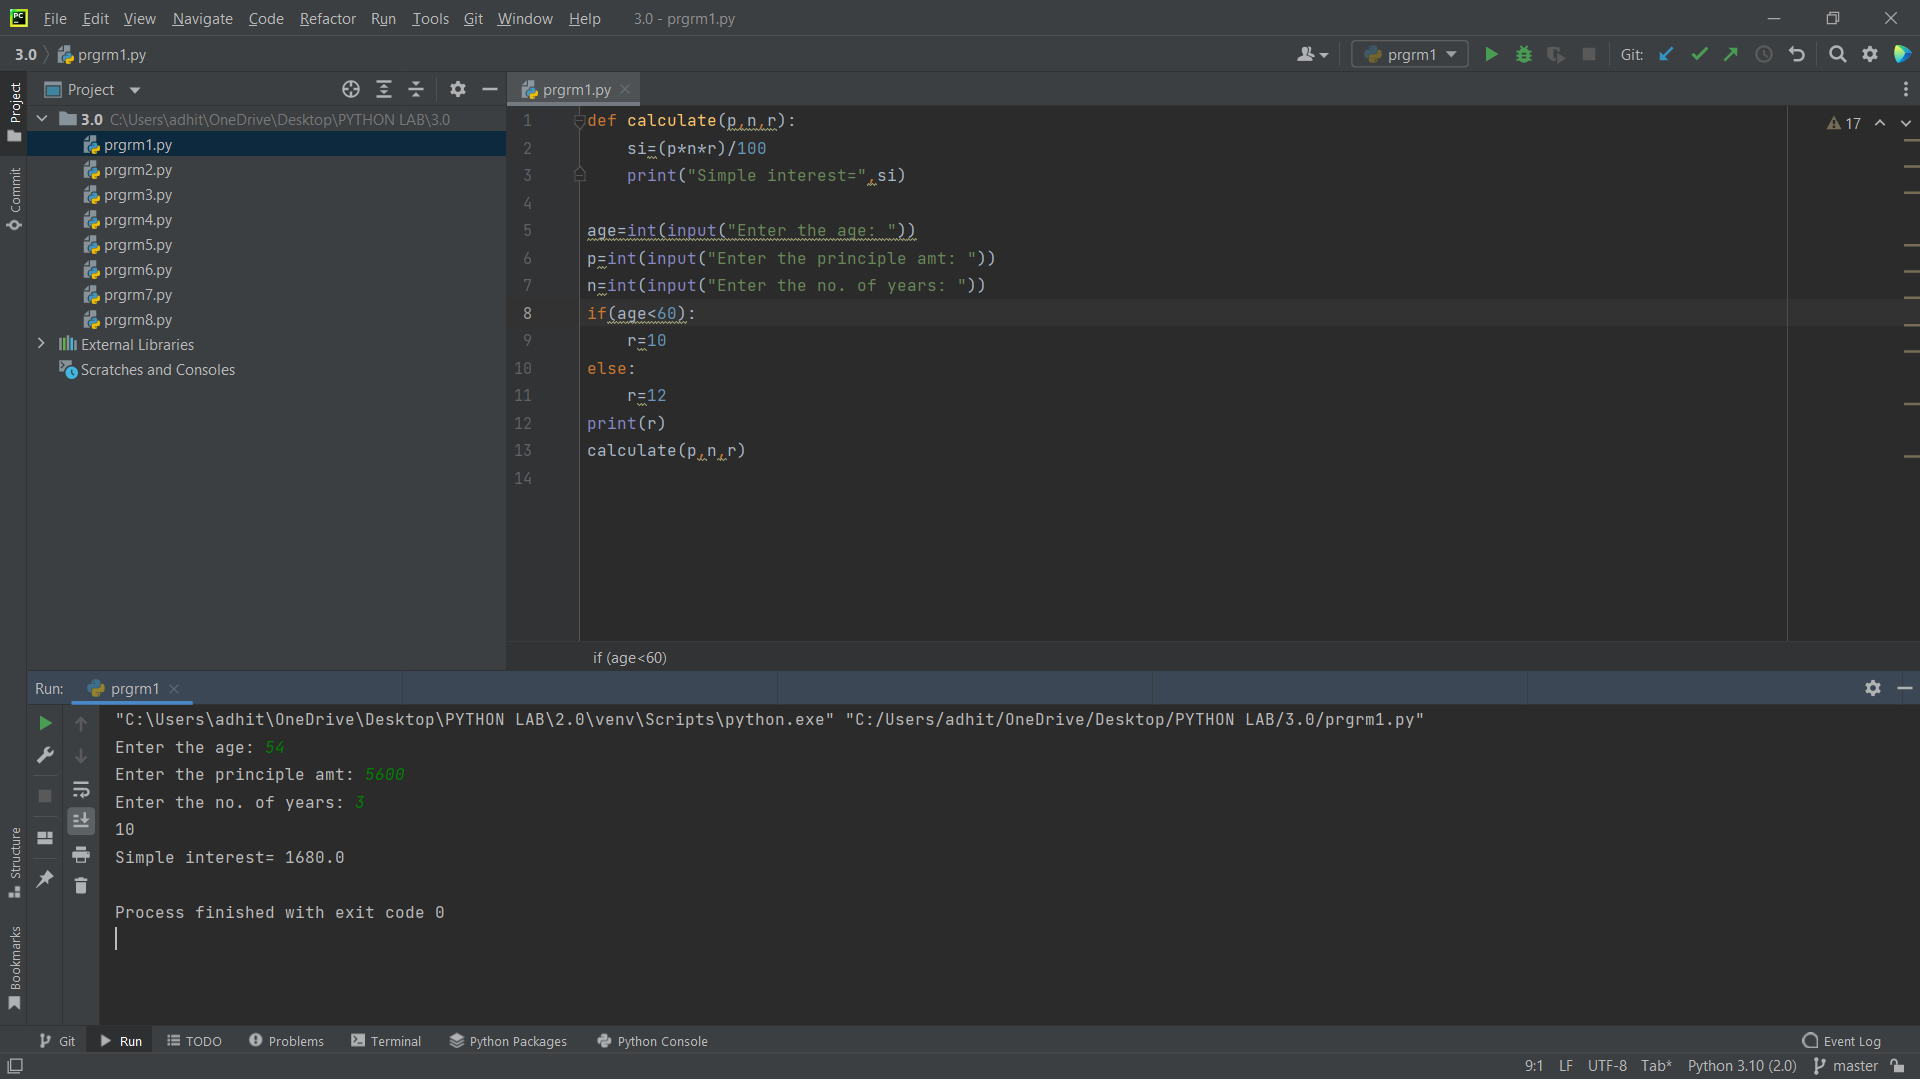 PC File Edit View Navigate Code Refactor Run Tools Git Window Help 3.0 - prgrm1.py
3.0 prgrm1.py prgrm1 Git:
Project prgrm1.py
Project
Commit
Structure
Bookmarks
3.0 C:\Users\adhit\OneDrive\Desktop\PYTHON LAB\3.0
prgrm1.py
prgrm2.py
prgrm3.py
prgrm4.py
prgrm5.py
prgrm6.py
prgrm7.py
prgrm8.py
External Libraries
Scratches and Consoles
17
1 def calculate(p,n,r):
2     si=(p*n*r)/100
3     print("Simple interest=",si)
4
5 age=int(input("Enter the age: "))
6 p=int(input("Enter the principle amt: "))
7 n=int(input("Enter the no. of years: "))
8 if(age<60):
9     r=10
10 else:
11     r=12
12 print(r)
13 calculate(p,n,r)
14
if (age<60)
Run: prgrm1
"C:\Users\adhit\OneDrive\Desktop\PYTHON LAB\2.0\venv\Scripts\python.exe" "C:/Users/adhit/OneDrive/Desktop/PYTHON LAB/3.0/prgrm1.py"
Enter the age: 54
Enter the principle amt: 5600
Enter the no. of years: 3
10
Simple interest= 1680.0
Process finished with exit code 0
Git Run TODO Problems Terminal Python Packages Python Console Event Log
9:1 LF UTF-8 Tab* Python 3.10 (2.0) master